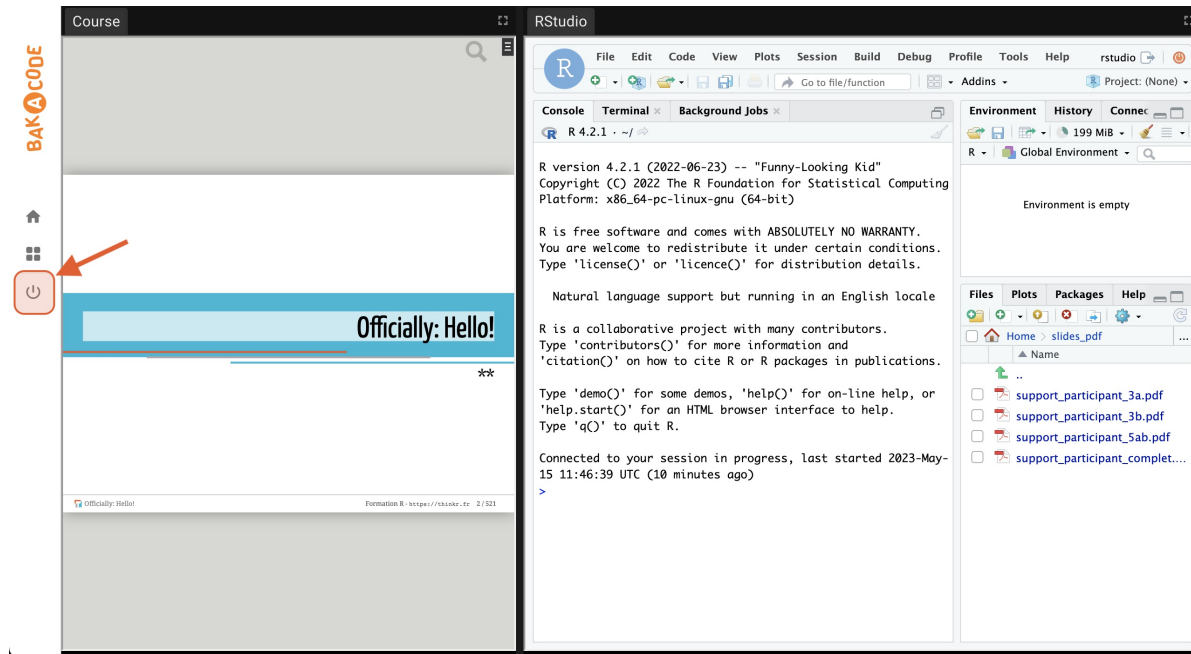 Course
RStudio
BAKACODE
Officially: Hello!
**
Officially: Hello!
Formation R - https://thinkr.fr 2 / 521
R
File Edit Code View Plots Session Build Debug Profile Tools Help rstudio
Go to file/function
Addins
Project: (None)
Console Terminal Background Jobs
R R 4.2.1 · ~/
R version 4.2.1 (2022-06-23) -- "Funny-Looking Kid"
Copyright (C) 2022 The R Foundation for Statistical Computing
Platform: x86_64-pc-linux-gnu (64-bit)
R is free software and comes with ABSOLUTELY NO WARRANTY.
You are welcome to redistribute it under certain conditions.
Type 'license()' or 'licence()' for distribution details.
Natural language support but running in an English locale
R is a collaborative project with many contributors.
Type 'contributors()' for more information and
'citation()' on how to cite R or R packages in publications.
Type 'demo()' for some demos, 'help()' for on-line help, or
'help.start()' for an HTML browser interface to help.
Type 'q()' to quit R.
Connected to your session in progress, last started 2023-May-
15 11:46:39 UTC (10 minutes ago)
>
Environment History Connec
199 MiB
R Global Environment
Environment is empty
Files Plots Packages Help
Home slides_pdf ...
Name
..
support_participant_3a.pdf
support_participant_3b.pdf
support_participant_5ab.pdf
support_participant_complet....